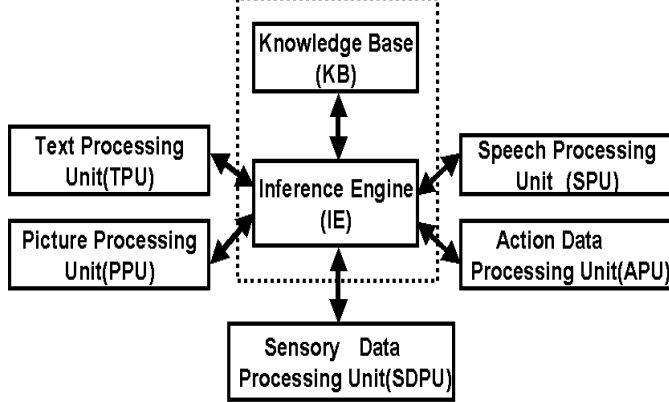 Knowledge Base
(KB)
Text Processing
Unit(TPU)
Speech Processing
Unit (SPU)
Inference Engine
(IE)
Picture Processing
Unit(PPU)
Action Data
Processing Unit(APU)
Sensory Data
Processing Unit(SDPU)